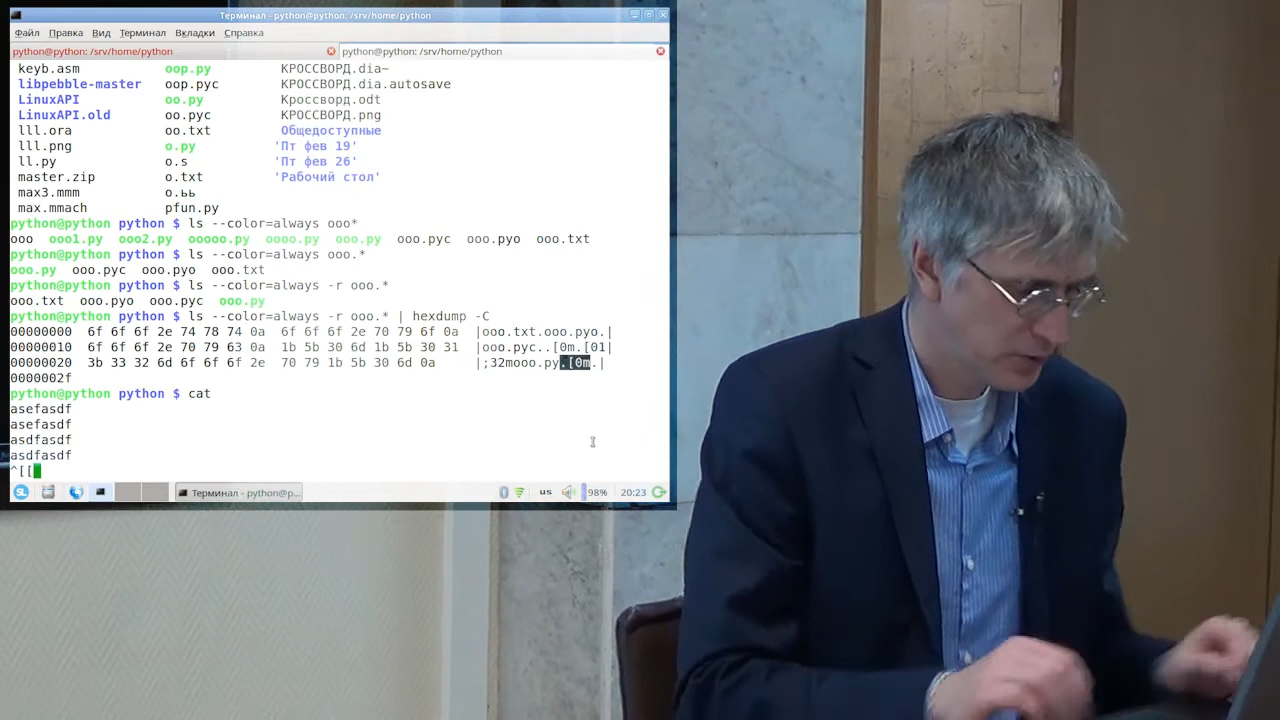 Терминал - python@python: /srv/home/python
Файл Правка Вид Терминал Вкладки Справка
python@python: /srv/home/python python@python: /srv/home/python
keyb.asm oop.py КРОССВОРД.dia~
libpebble-master oop.pyc КРОССВОРД.dia.autosave
LinuxAPI oo.py Кроссворд.odt
LinuxAPI.old oo.pyc КРОССВОРД.png
lll.ora oo.txt Общедоступные
lll.png o.py 'Пт фев 19'
ll.py o.s 'Пт фев 26'
master.zip o.txt 'Рабочий стол'
max3.mmm o.ьь
max.mmach pfun.py
python@python python $ ls --color=always ooo*
ooo ooo1.py ooo2.py ooooo.py oooo.py ooo.py ooo.pyc ooo.pyo ooo.txt
python@python python $ ls --color=always ooo.*
ooo.py ooo.pyc ooo.pyo ooo.txt
python@python python $ ls --color=always -r ooo.*
ooo.txt ooo.pyo ooo.pyc ooo.py
python@python python $ ls --color=always -r ooo.* | hexdump -C
00000000 6f 6f 6f 2e 74 78 74 0a 6f 6f 6f 2e 70 79 6f 0a |ooo.txt.ooo.pyo.|
00000010 6f 6f 6f 2e 70 79 63 0a 1b 5b 30 6d 1b 5b 30 31 |ooo.pyc..[0m.[01|
00000020 3b 33 32 6d 6f 6f 6f 2e 70 79 1b 5b 30 6d 0a |;32mooo.py.[0m.|
0000002f
python@python python $ cat
asefasdf
asefasdf
asdfasdf
asdfasdf
^[[
Терминал - python@p... us 98% 20:23